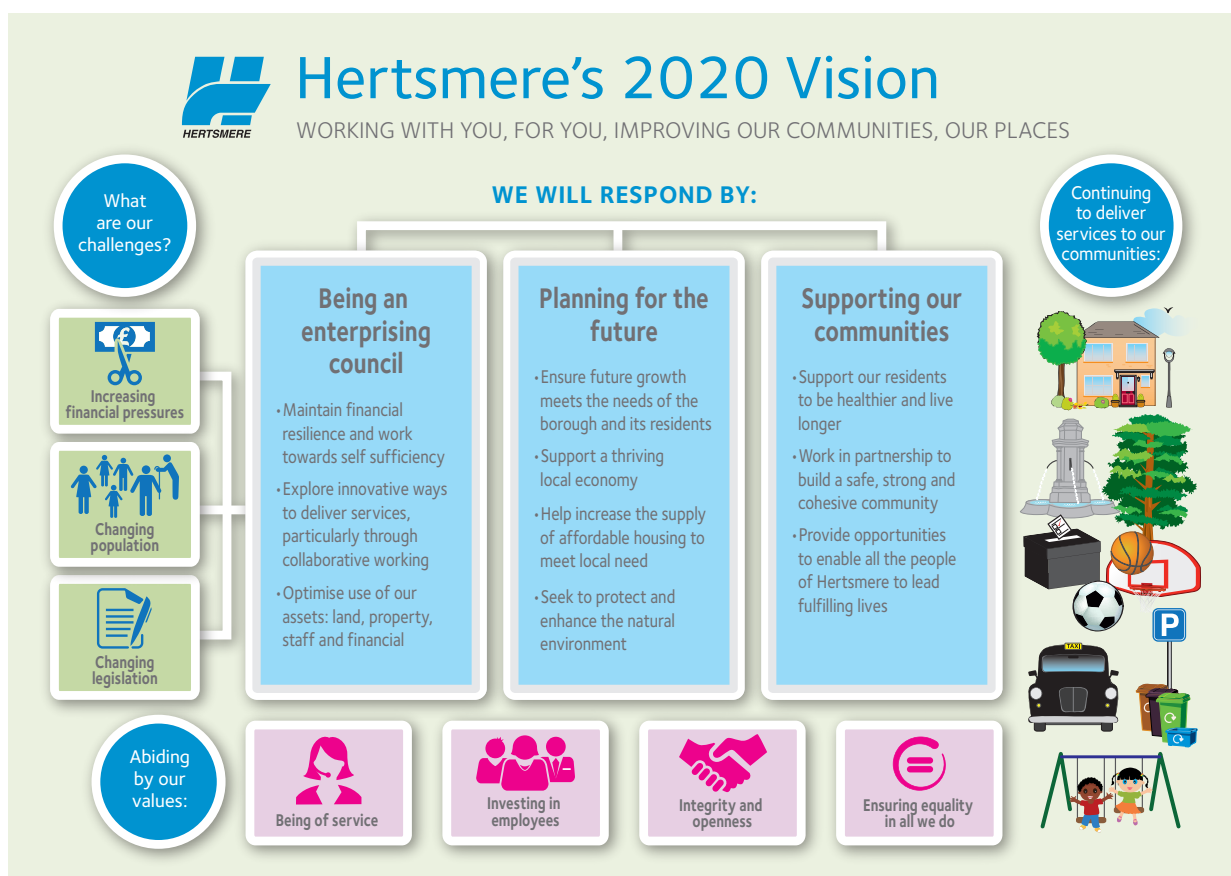 HERTSMERE
Hertsmere's 2020 Vision
WORKING WITH YOU, FOR YOU, IMPROVING OUR COMMUNITIES, OUR PLACES
What
are our
challenges?
£
Increasing
financial pressures
Changing
population
Changing
legislation
WE WILL RESPOND BY:
Being an
enterprising
council
•Maintain financial
resilience and work
towards self sufficiency
•Explore innovative ways
to deliver services,
particularly through
collaborative working
•Optimise use of our
assets: land, property,
staff and financial
Planning for the
future
•Ensure future growth
meets the needs of the
borough and its residents
•Support a thriving
local economy
•Help increase the supply
of affordable housing to
meet local need
•Seek to protect and
enhance the natural
environment
Supporting our
communities
•Support our residents
to be healthier and live
longer
•Work in partnership to
build a safe, strong and
cohesive community
•Provide opportunities
to enable all the people
of Hertsmere to lead
fulfilling lives
Continuing
to deliver
services to our
communities:
P
TAXI
Abiding
by our
values:
Being of service
Investing in
employees
Integrity and
openness
Ensuring equality
in all we do